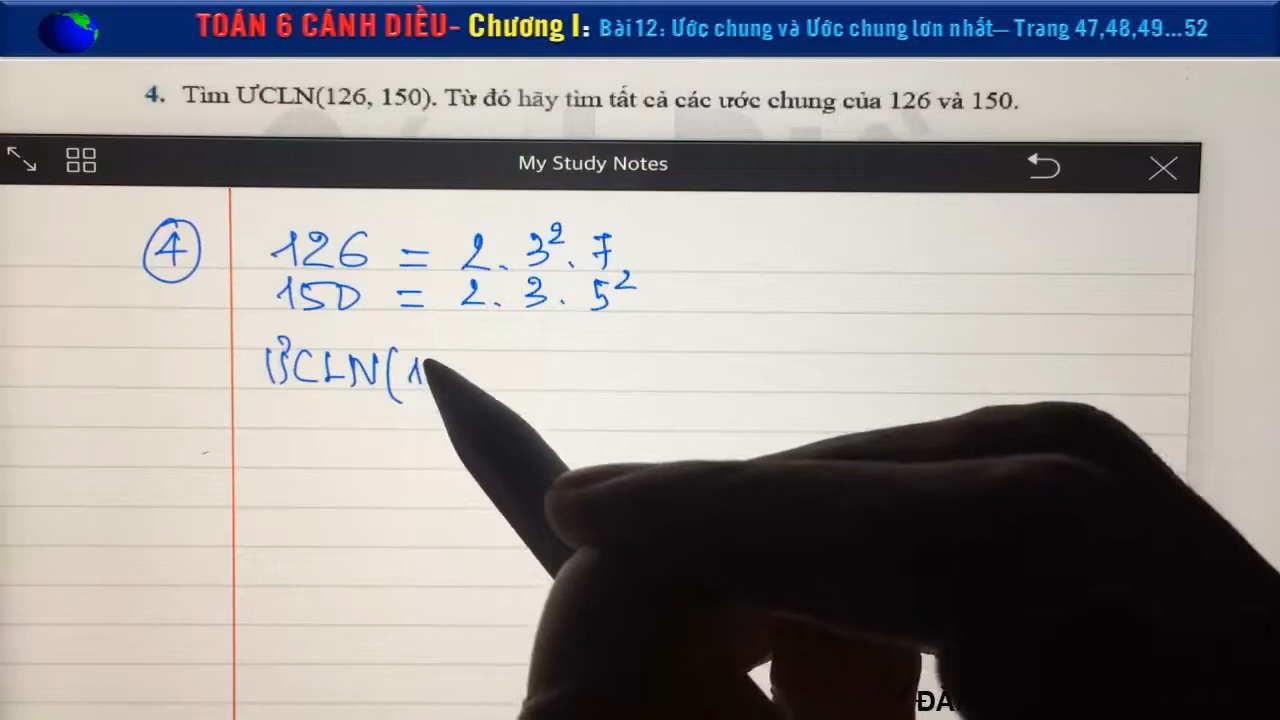 TOÁN 6 CÁNH DIỀU- Chương I: Bài 12: Ước chung và Ước chung lơn nhất– Trang 47,48,49...52
4. Tìm ƯCLN(126, 150). Từ đó hãy tìm tất cả các ước chung của 126 và 150.
My Study Notes
4 126 = 2. 3². 7
150 = 2. 3. 5²
ƯCLN(1